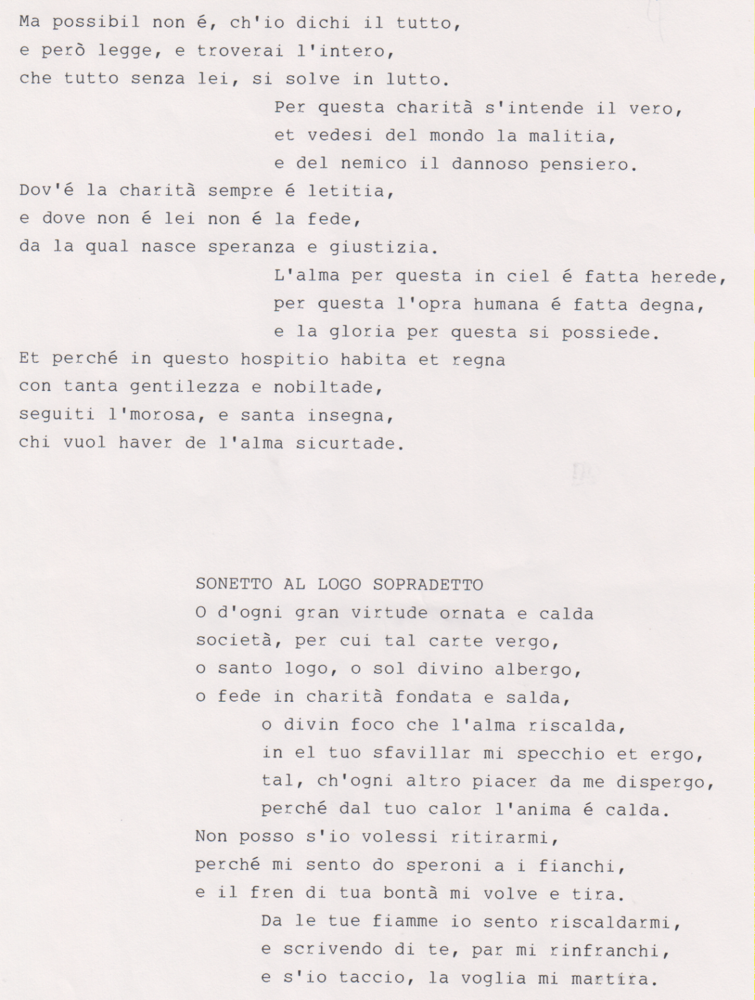 Ma possibil non é, ch'io dichi il tutto,
e però legge, e troverai l'intero,
che tutto senza lei, si solve in lutto.
Per questa charità s'intende il vero,
et vedesi del mondo la malitia,
e del nemico il dannoso pensiero.
Dov'é la charità sempre é letitia,
e dove non é lei non é la fede,
da la qual nasce speranza e giustizia.
L'alma per questa in ciel é fatta herede,
per questa l'opra humana é fatta degna,
e la gloria per questa si possiede.
Et perché in questo hospitio habita et regna
con tanta gentilezza e nobiltade,
seguiti l'morosa, e santa insegna,
chi vuol haver de l'alma sicurtade.
SONETTO AL LOGO SOPRADETTO
O d'ogni gran virtude ornata e calda
società, per cui tal carte vergo,
o santo logo, o sol divino albergo,
o fede in charità fondata e salda,
o divin foco che l'alma riscalda,
in el tuo sfavillar mi specchio et ergo,
tal, ch'ogni altro piacer da me dispergo,
perché dal tuo calor l'anima é calda.
Non posso s'io volessi ritirarmi,
perché mi sento do speroni a i fianchi,
e il fren di tua bontà mi volve e tira.
Da le tue fiamme io sento riscaldarmi,
e scrivendo di te, par mi rinfranchi,
e s'io taccio, la voglia mi martira.